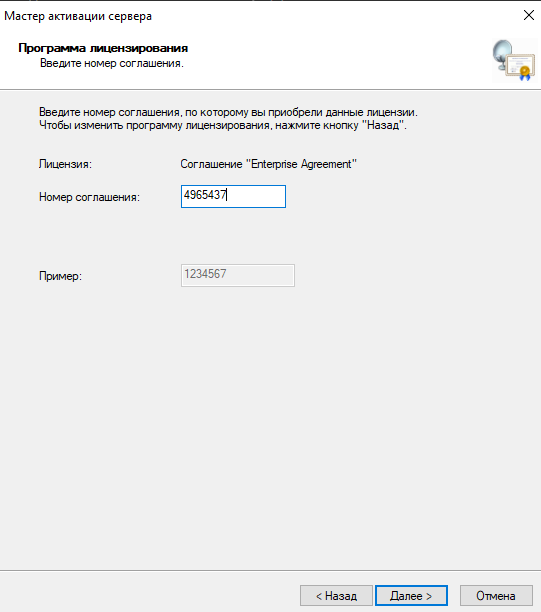 Мастер активации сервера
Программа лицензирования
Введите номер соглашения.
Введите номер соглашения, по которому вы приобрели данные лицензии.
Чтобы изменить программу лицензирования, нажмите кнопку "Назад".
Лицензия: Соглашение "Enterprise Agreement"
Номер соглашения: 4965437
Пример: 1234567
< Назад Далее > Отмена